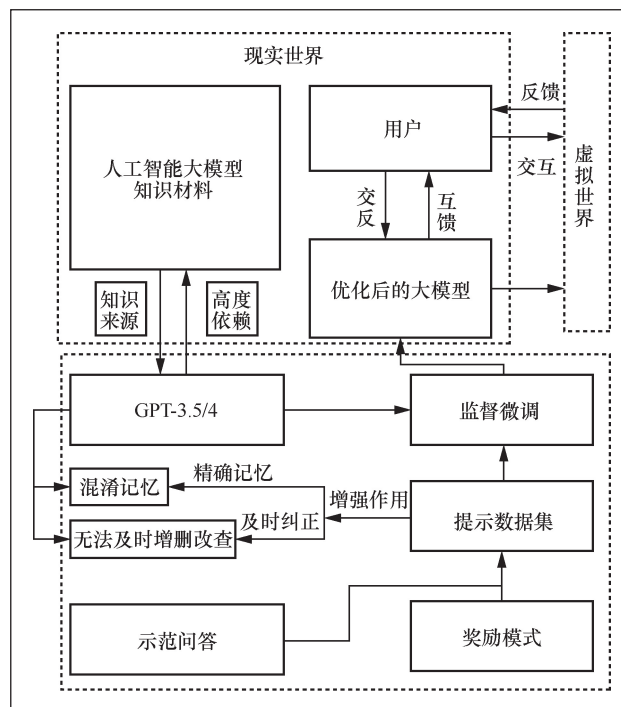 现实世界
人工智能大模型
知识材料
用户
反馈
交互
虚拟世界
交 互
反 馈
优化后的大模型
知识
来源
高度
依赖
GPT-3.5/4
监督微调
混淆记忆
精确记忆
增强作用
无法及时增删改查
及时纠正
提示数据集
示范问答
奖励模式